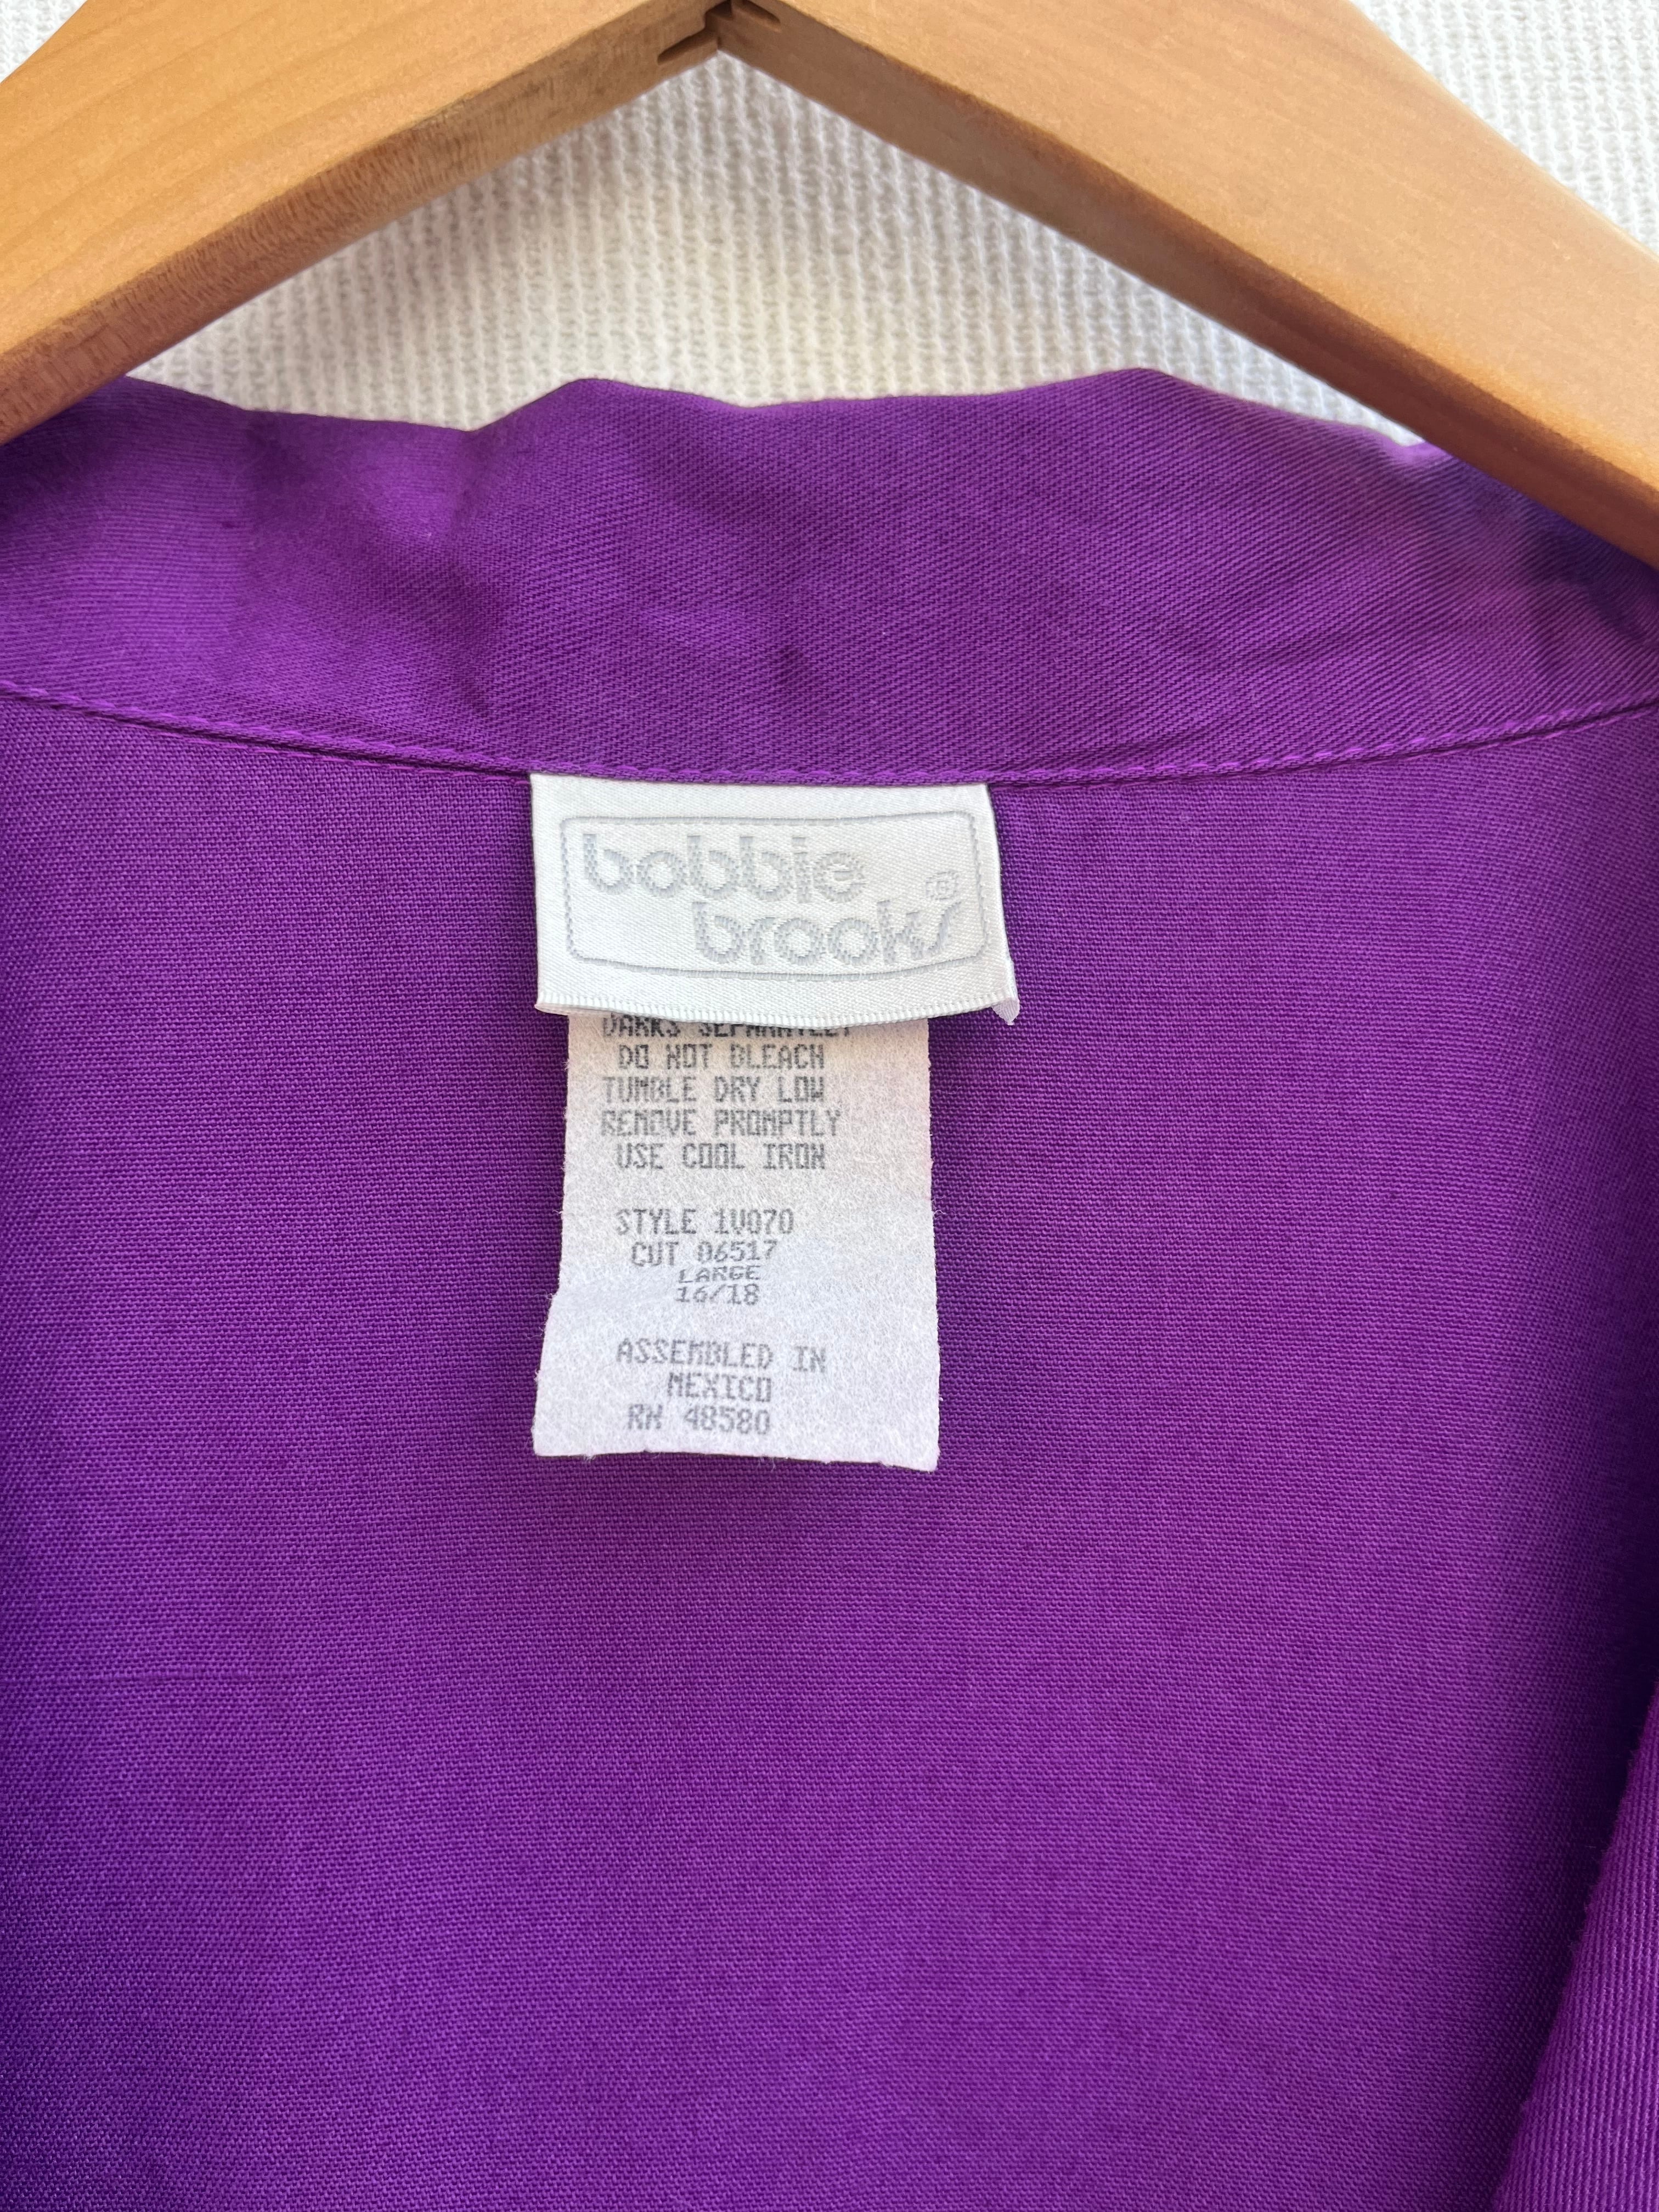 bobbie
brooks®
DARKS SEPARATELY
DO NOT BLEACH
TUMBLE DRY LOW
REMOVE PROMPTLY
USE COOL IRON
STYLE 1V070
CUT 06517
LARGE
16/18
ASSEMBLED IN
MEXICO
RN 48580